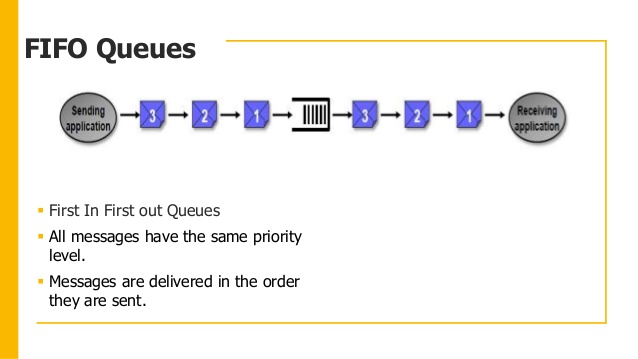 FIFO Queues
Sending
application
3
2
1
3
2
1
Receiving
application
First In First out Queues
All messages have the same priority
level.
Messages are delivered in the order
they are sent.